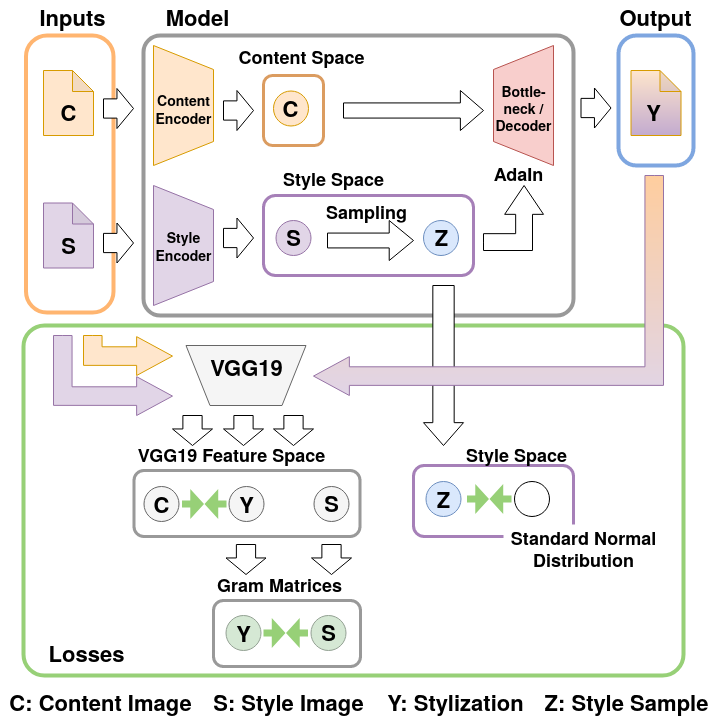 Inputs
Model
Output
Content Space
C
Content
Encoder
C
Bottle-
neck /
Decoder
Y
AdaIn
Style Space
Sampling
S
Style
Encoder
S
Z
VGG19
VGG19 Feature Space
C
Y
S
Style Space
Z
Standard Normal
Distribution
Gram Matrices
Y
S
Losses
C: Content Image S: Style Image Y: Stylization Z: Style Sample